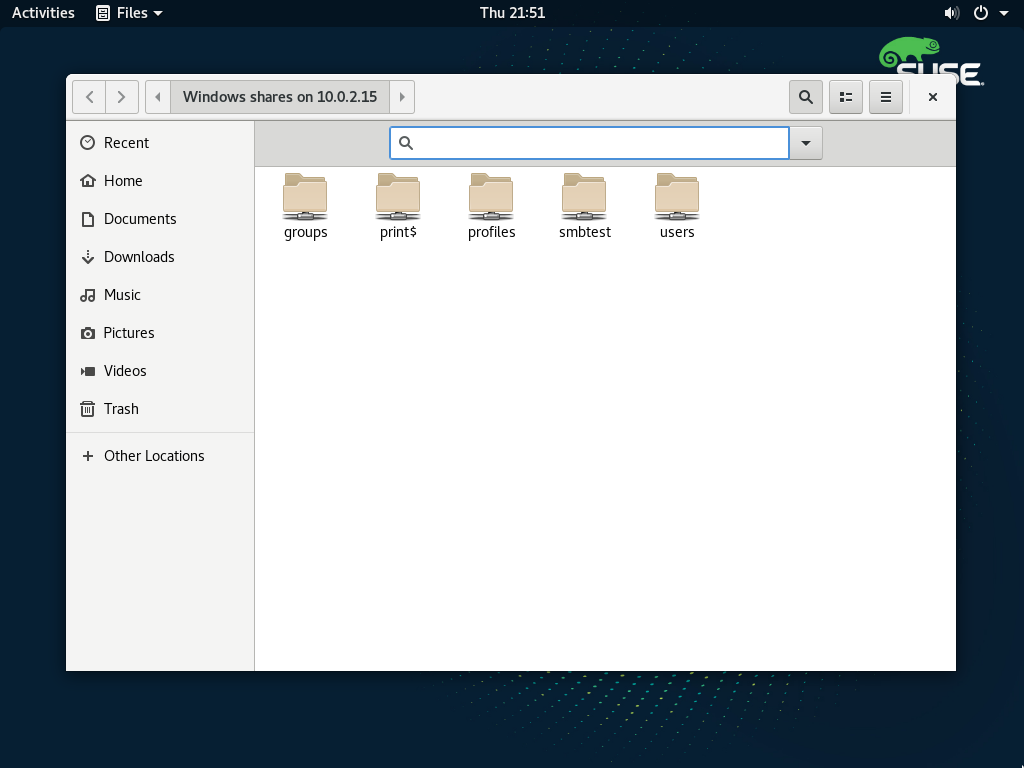 Activities Files Thu 21:51
SUSE
Windows shares on 10.0.2.15
Recent
Home
Documents
Downloads
Music
Pictures
Videos
Trash
Other Locations
groups print$ profiles smbtest users